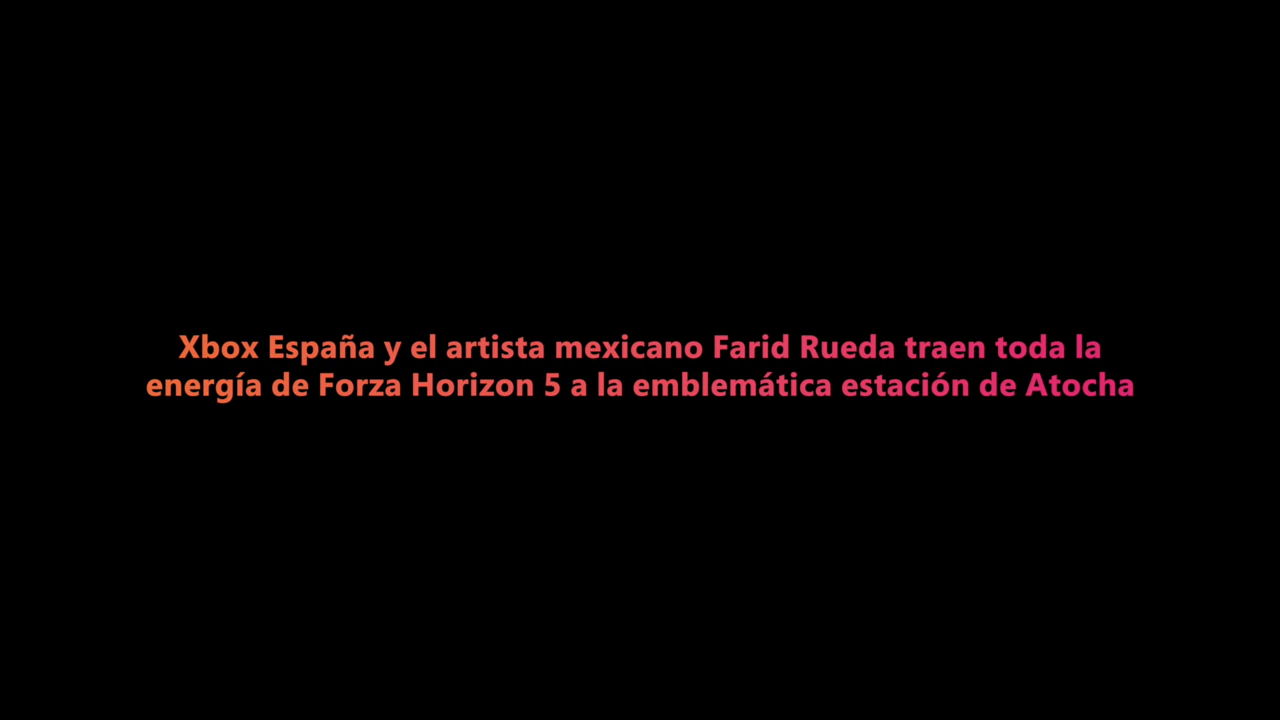 Xbox España y el artista mexicano Farid Rueda traen toda la
energía de Forza Horizon 5 a la emblemática estación de Atocha